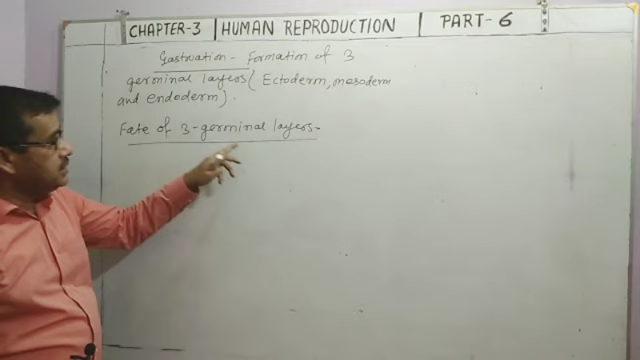 CHAPTER-3 | HUMAN REPRODUCTION | PART-6
Gastruation - Formation of 3
germinal layers ( Ectoderm, mesoderm
and endoderm).
Fate of 3-germinal layers-